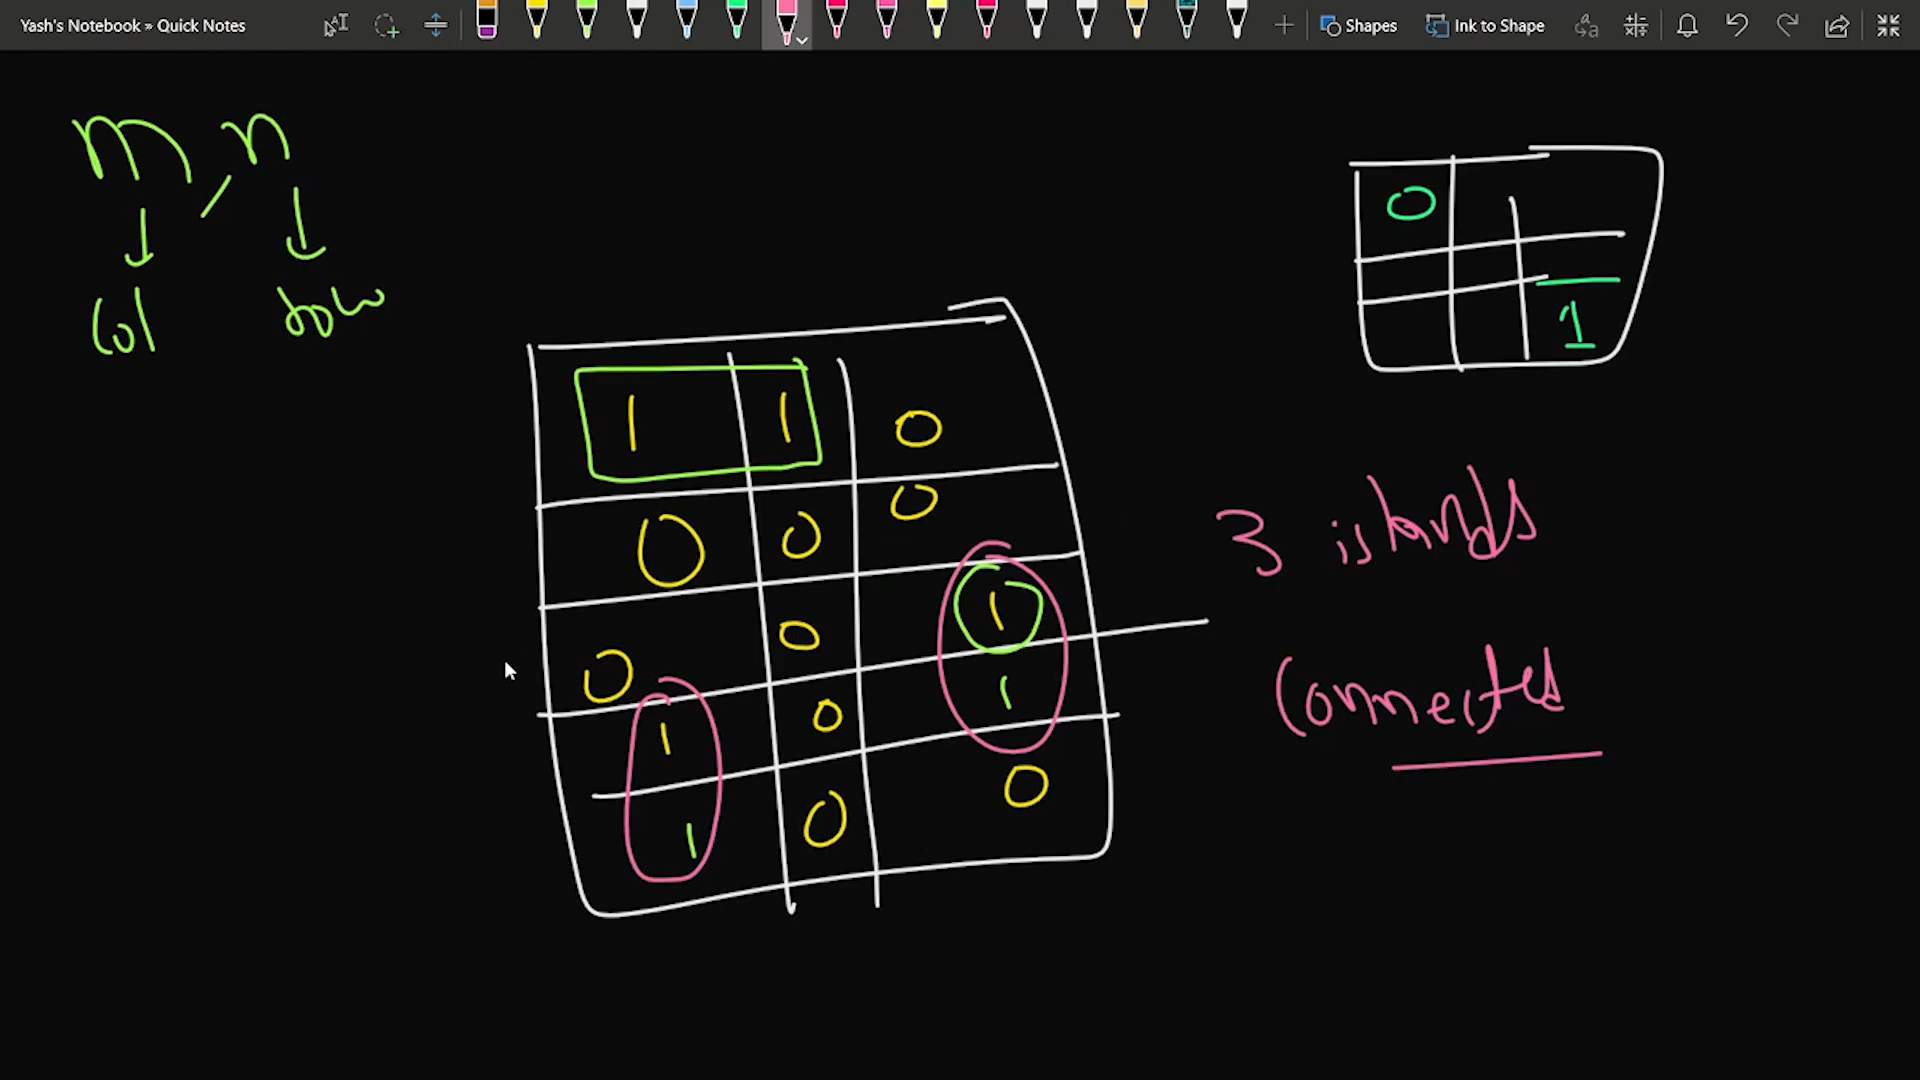 Yash's Notebook » Quick Notes
Shapes
Ink to Shape
m, n
col row
0
1
1 1 0
0 0 0
0 0 1
1 0 1
1 0 0
3 islands
Connected